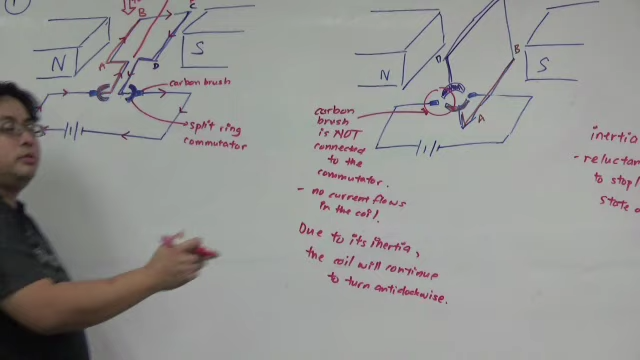 1
B
C
N
S
A
D
carbon brush
split ring
commutator
N
S
D
B
A
carbon
brush
is NOT
connected
to the
commutator.
- no current flows
in the coil.
Due to its inertia,
the coil will continue
to turn anticlockwise.
inertia
- reluctan
to stop/
state o